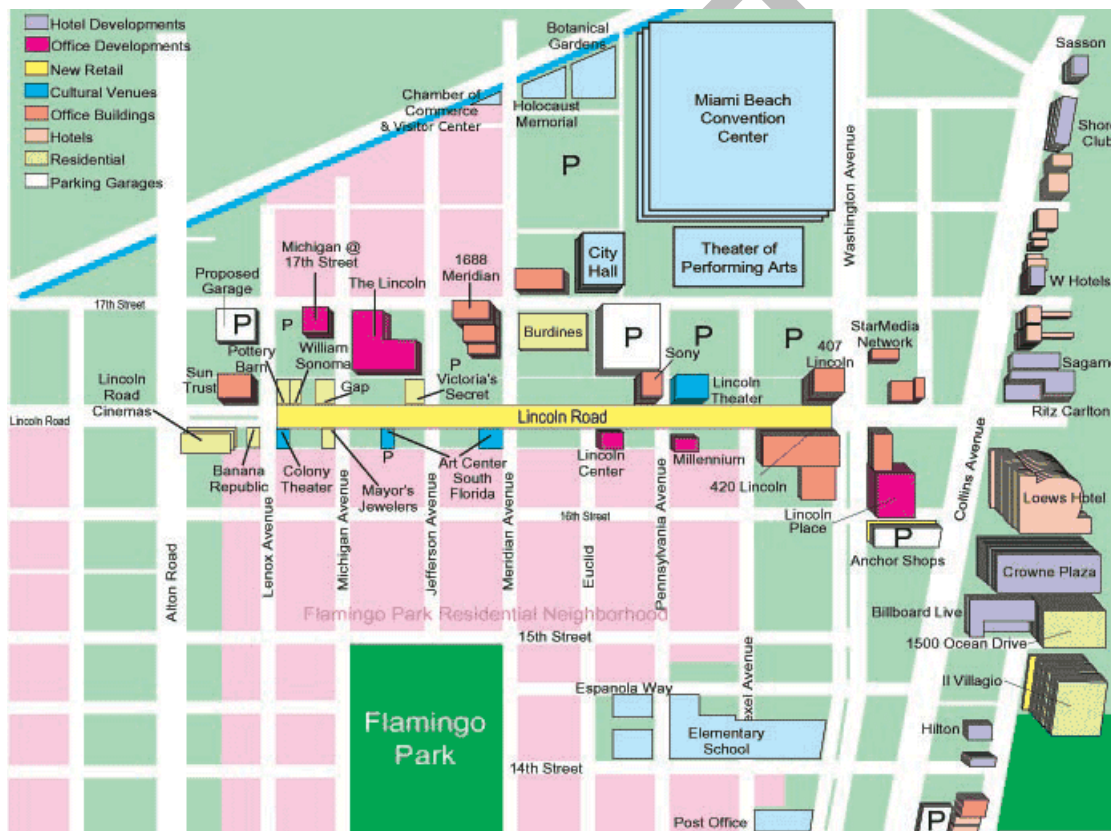 Hotel Developments
Office Developments
New Retail
Cultural Venues
Office Buildings
Hotels
Residential
Parking Garages
Botanical
Gardens
Sasson
Chamber of
Commerce
& Visitor Center
Holocaust
Memorial
Miami Beach
Convention
Center
Shore
Club
P
Washington Avenue
Michigan @
17th Street
1688
Meridian
City
Hall
Theater of
Performing Arts
Proposed
Garage
The Lincoln
W Hotels
17th Street
P
P
Burdines
P
P
P
StarMedia
Network
407
Lincoln
Pottery
Barn
William
Sonoma
P
Sony
Sagam
Sun
Trust
Gap
Victoria's
Secret
Lincoln
Theater
Lincoln
Road
Cinemas
Ritz Carlton
Lincoln Road
Lincoln Road
Banana
Republic
Colony
Theater
P
Mayor's
Jewelers
Art Center
South
Florida
Lincoln
Center
Millennium
420 Lincoln
Lincoln
Place
Collins Avenue
Loews Hotel
16th Street
P
Anchor Shops
Alton Road
Lenox Avenue
Michigan Avenue
Jefferson Avenue
Meridian Avenue
Euclid
Pennsylvania Avenue
Crowne Plaza
Flamingo Park Residential Neighborhood
Billboard Live
15th Street
1500 Ocean Drive
exel Avenue
Il Villagio
Espanola Way
Flamingo
Park
Elementary
School
Hilton
14th Street
Post Office
P